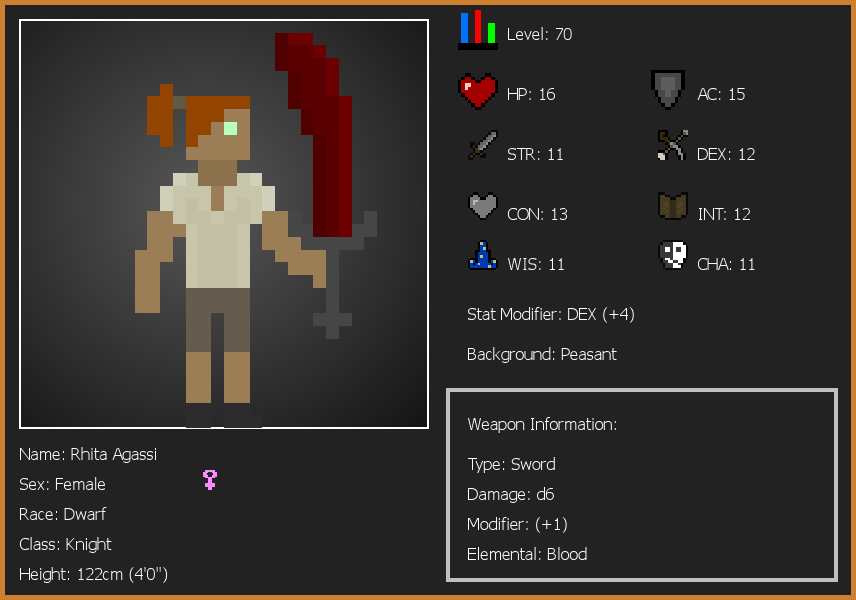 Level: 70
HP: 16
AC: 15
STR: 11
DEX: 12
CON: 13
INT: 12
WIS: 11
CHA: 11
Stat Modifier: DEX (+4)
Background: Peasant
Weapon Information:
Type: Sword
Damage: d6
Modifier: (+1)
Elemental: Blood
Name: Rhita Agassi
Sex: Female
Race: Dwarf
Class: Knight
Height: 122cm (4'0")